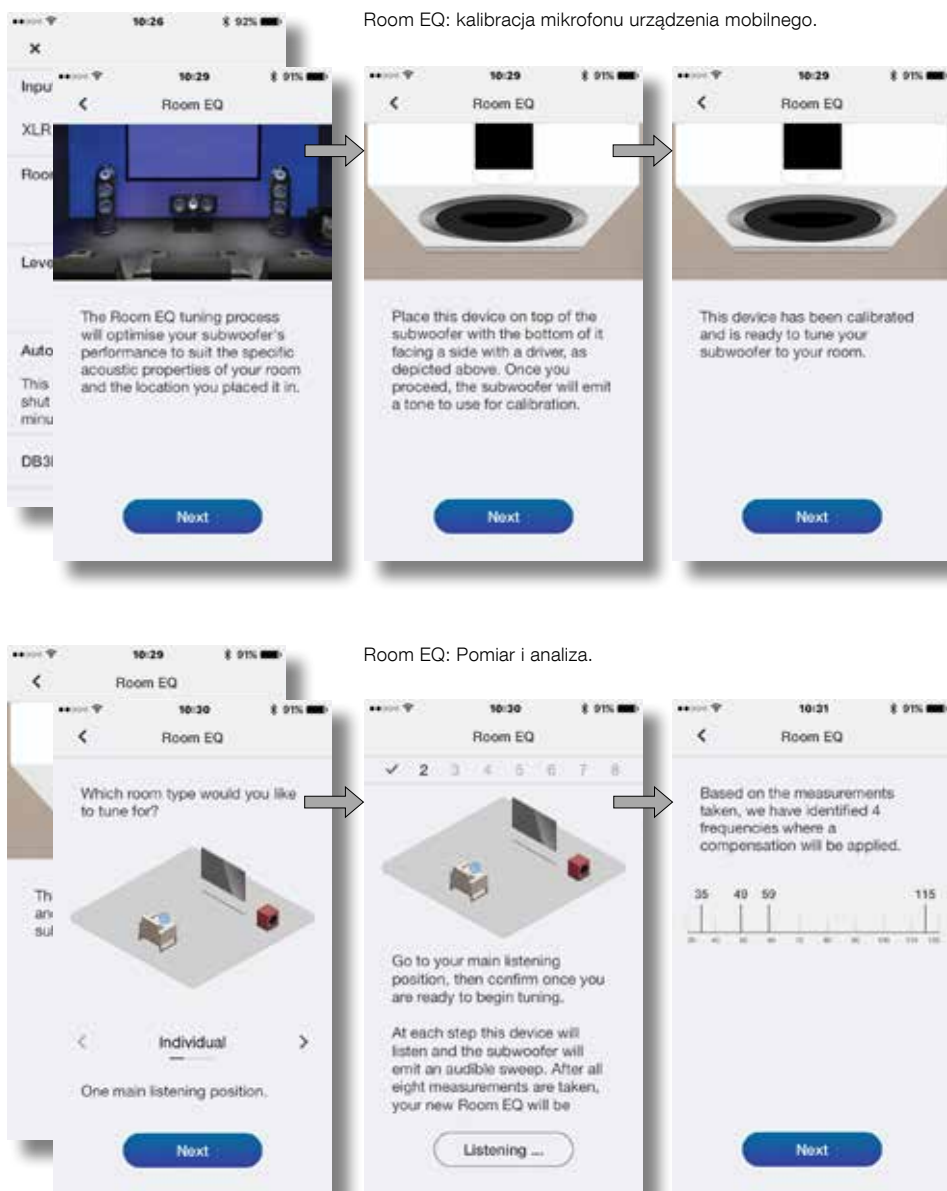 Room EQ: kalibracja mikrofonu urządzenia mobilnego.
10:26
92%
Inpu
XLR
Leve
Auto
This
shut
minu
10:29
91%
Room EQ
The Room EQ tuning process
will optimise your subwoofer's
performance to suit the specific
acoustic properties of your room
and the location you placed it in.
Next
10:29
91%
Room EQ
Place this device on top of the
subwoofer with the bottom of it
facing a side with a driver, as
depicted above. Once you
proceed, the subwoofer will emit
a tone to use for calibration.
Next
10:29
91%
Room EQ
This device has been calibrated
and is ready to tune your
subwoofer to your room.
Next
Room EQ: Pomiar i analiza.
10:29
91%
Room EQ
Th
an
sul
10:30
91%
Room EQ
Which room type would you like
to tune for?
Individual
One main listening position.
Next
10:30
91%
Room EQ
2 3 4 5 6 7 8
Go to your main listening
position, then confirm once you
are ready to begin tuning.
At each step this device will
listen and the subwoofer will
emit an audible sweep. After all
eight measurements are taken,
your new Room EQ will be
Listening ...
10:31
91%
Room EQ
Based on the measurements
taken, we have identified 4
frequencies where a
compensation will be applied.
35 49 59 115
Next